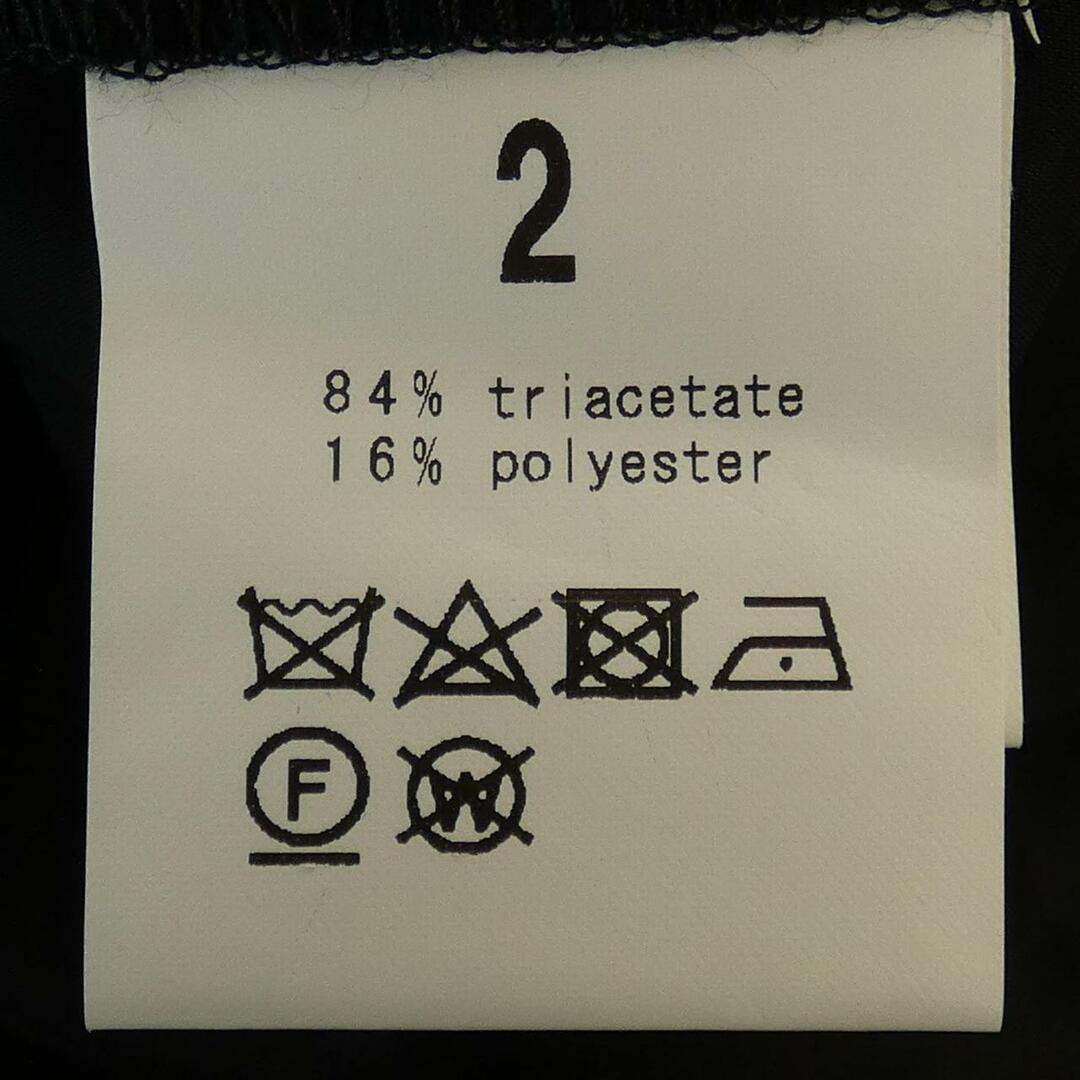 2
84% triacetate
16% polyester
F W